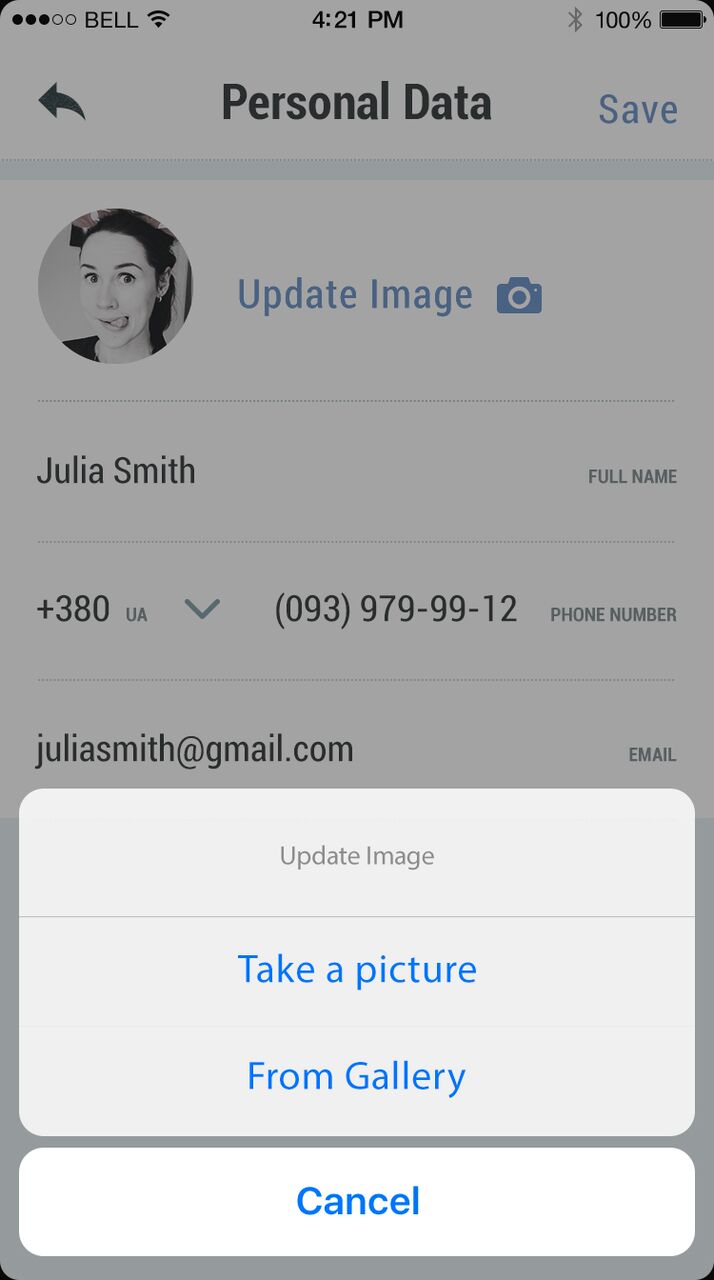 BELL 4:21 PM 100%
Personal Data Save
Update Image
Julia Smith FULL NAME
+380 UA (093) 979-99-12 PHONE NUMBER
juliasmith@gmail.com EMAIL
Update Image
Take a picture
From Gallery
Cancel